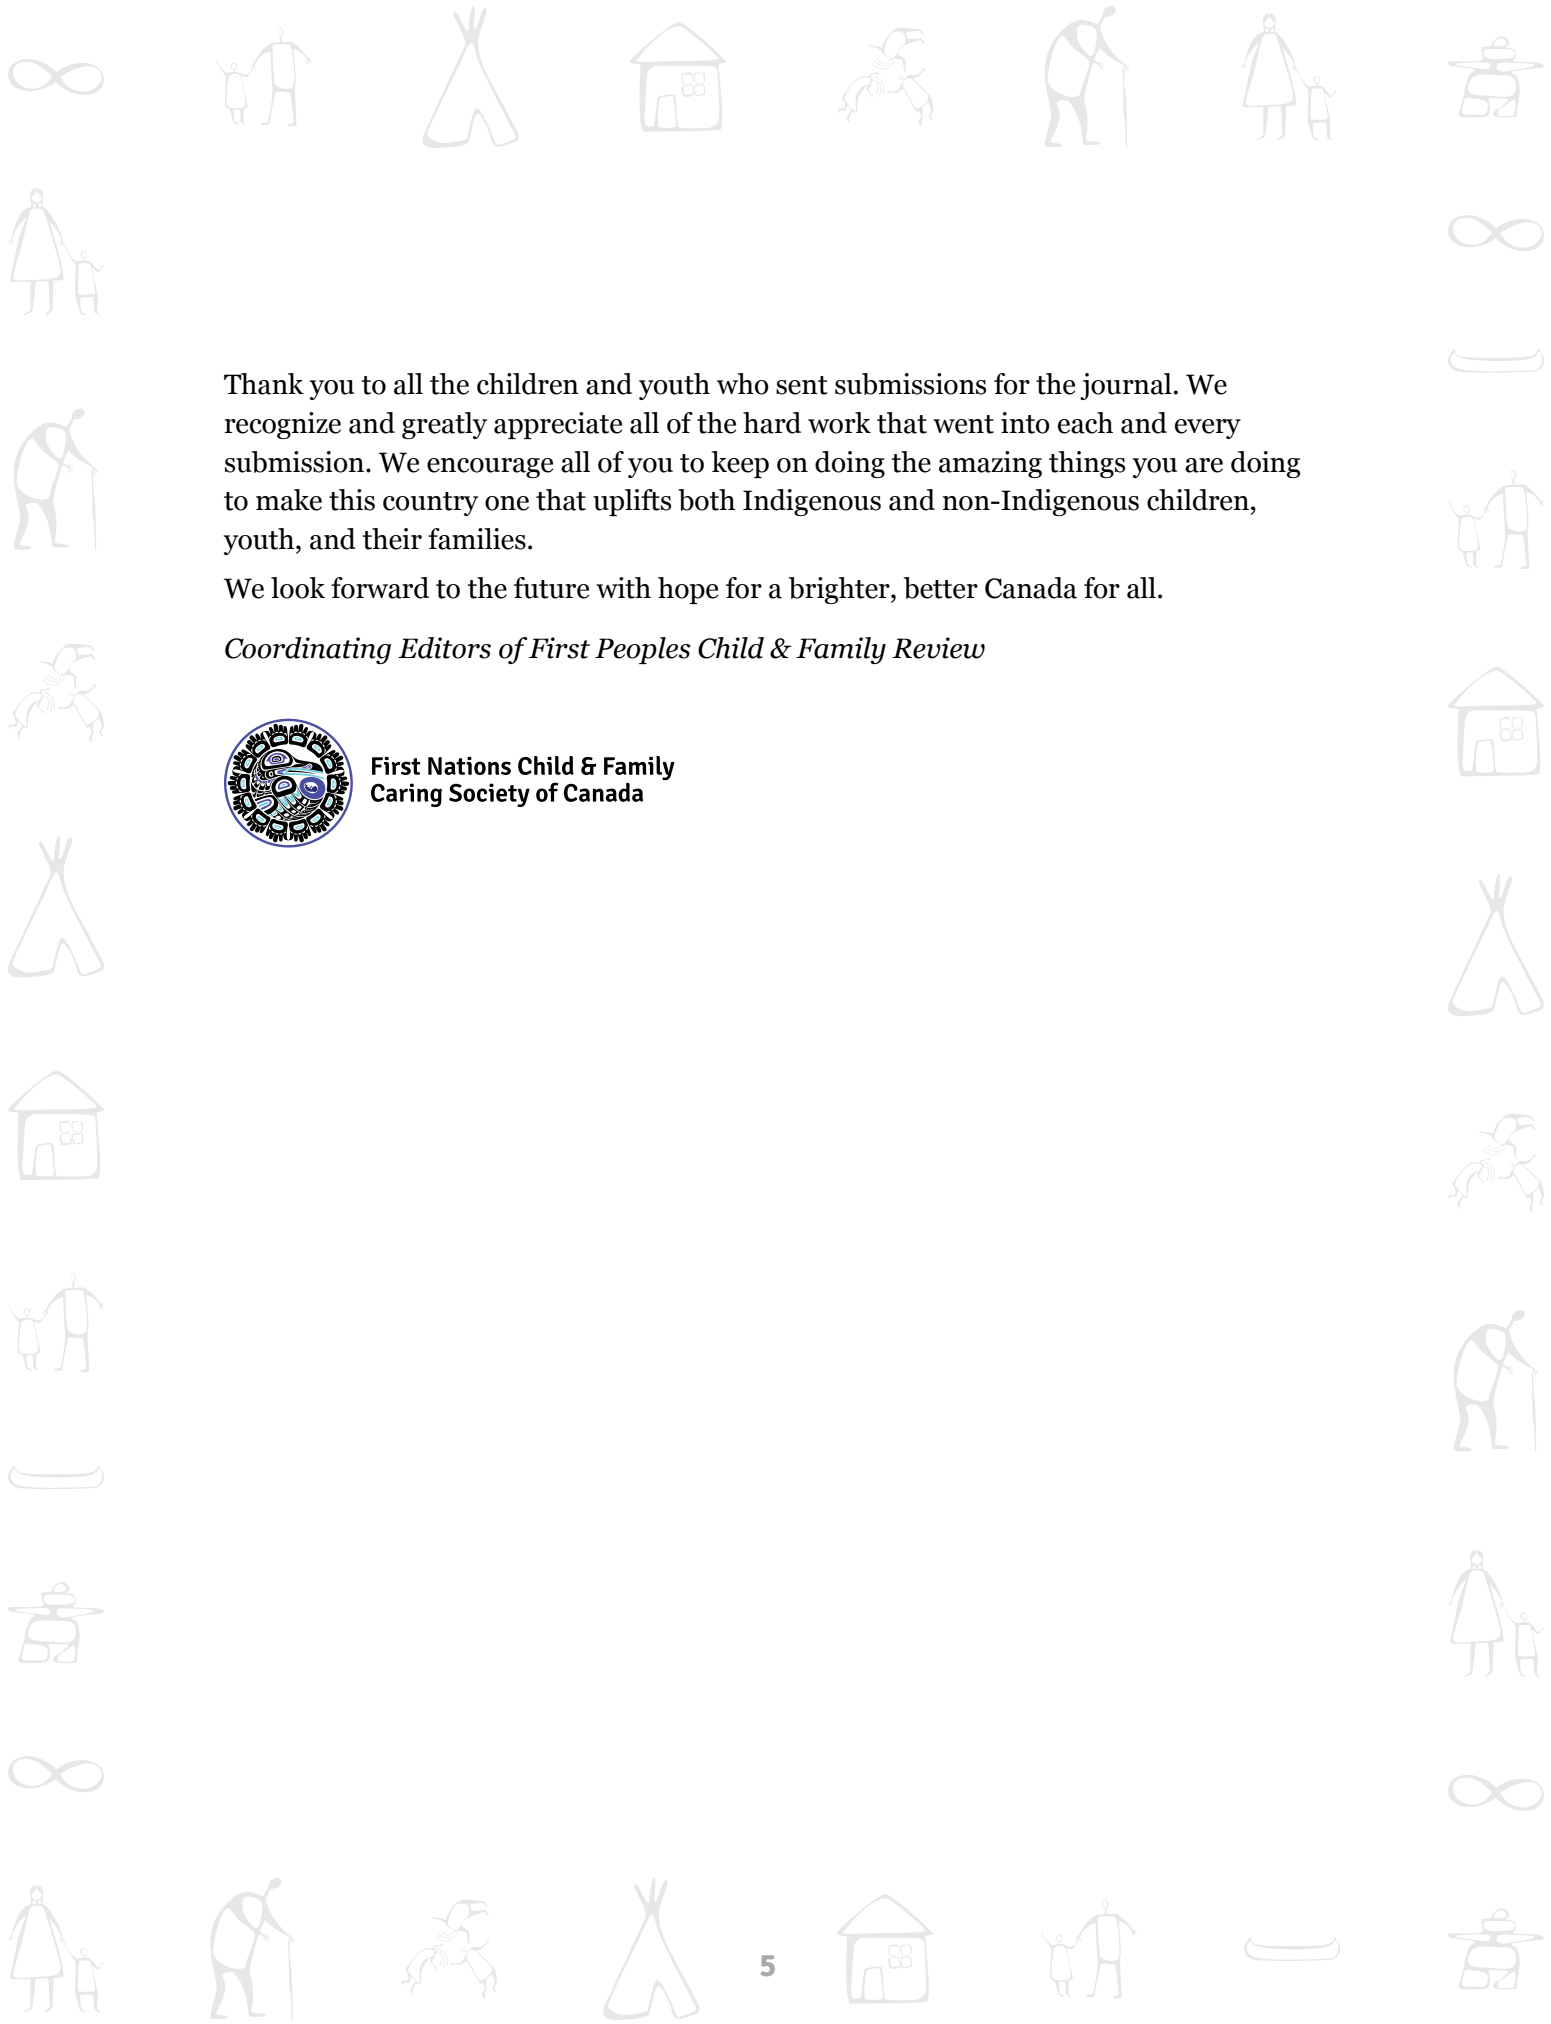 Thank you to all the children and youth who sent submissions for the journal. We
recognize and greatly appreciate all of the hard work that went into each and every
submission. We encourage all of you to keep on doing the amazing things you are doing
to make this country one that uplifts both Indigenous and non-Indigenous children,
youth, and their families.
We look forward to the future with hope for a brighter, better Canada for all.
Coordinating Editors of First Peoples Child & Family Review
First Nations Child & Family
Caring Society of Canada
5